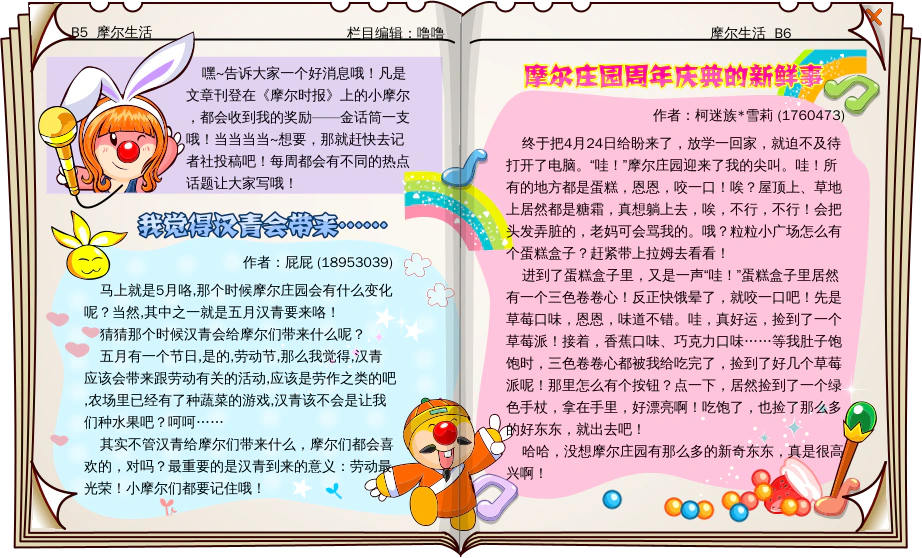 B5 摩尔生活
栏目编辑：噜噜
嘿~告诉大家一个好消息哦！凡是
文章刊登在《摩尔时报》上的小摩尔
，都会收到我的奖励——金话筒一支
哦！当当当当~想要，那就赶快去记
者社投稿吧！每周都会有不同的热点
话题让大家写哦！
我觉得汉青会带来······
作者：屁屁 (18953039)
马上就是5月咯,那个时候摩尔庄园会有什么变化
呢？当然,其中之一就是五月汉青要来咯！
猜猜那个时候汉青会给摩尔们带来什么呢？
五月有一个节日,是的,劳动节,那么我觉得,汉青
应该会带来跟劳动有关的活动,应该是劳作之类的吧
,农场里已经有了种蔬菜的游戏,汉青该不会是让我
们种水果吧？呵呵······
其实不管汉青给摩尔们带来什么，摩尔们都会喜
欢的，对吗？最重要的是汉青到来的意义：劳动最
光荣！小摩尔们都要记住哦！
摩尔生活 B6
摩尔庄园周年庆典的新鲜事
作者：柯迷族*雪莉 (1760473)
终于把4月24日给盼来了，放学一回家，就迫不及待
打开了电脑。“哇！”摩尔庄园迎来了我的尖叫。哇！所
有的地方都是蛋糕，恩恩，咬一口！唉？屋顶上、草地
上居然都是糖霜，真想躺上去，唉，不行，不行！会把
头发弄脏的，老妈可会骂我的。哦？粒粒小广场怎么有
个蛋糕盒子？赶紧带上拉姆去看看！
进到了蛋糕盒子里，又是一声“哇！”蛋糕盒子里居然
有一个三色卷卷心！反正快饿晕了，就咬一口吧！先是
草莓口味，恩恩，味道不错。哇，真好运，捡到了一个
草莓派！接着，香蕉口味、巧克力口味……等我肚子饱
饱时，三色卷卷心都被我给吃完了，捡到了好几个草莓
派呢！那里怎么有个按钮？点一下，居然捡到了一个绿
色手杖，拿在手里，好漂亮啊！吃饱了，也捡了那么多
的好东东，就出去吧！
哈哈，没想摩尔庄园有那么多的新奇东东，真是很高
兴啊！